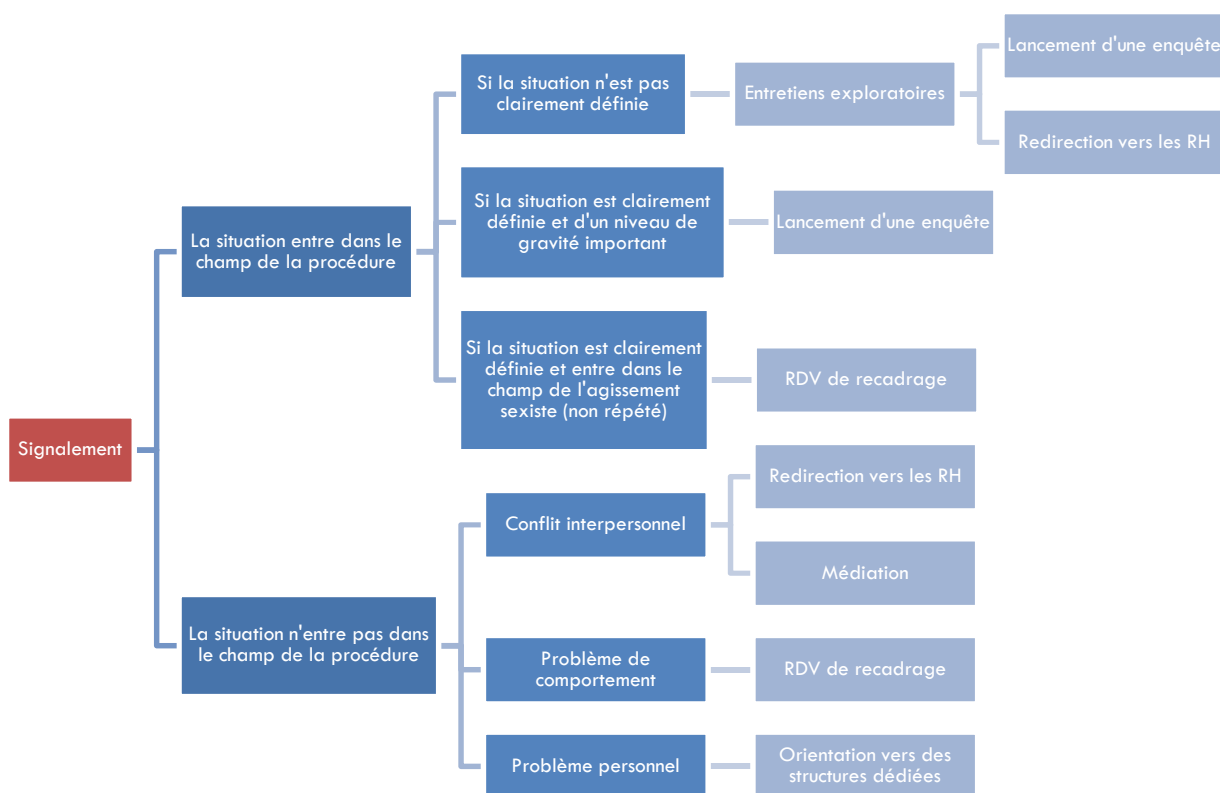 Signalement
La situation entre dans le
champ de la procédure
Si la situation n'est pas
clairement définie
Entretiens exploratoires
Lancement d'une enquête
Redirection vers les RH
Si la situation est clairement
définie et d'un niveau de
gravité important
Lancement d'une enquête
Si la situation est clairement
définie et entre dans le
champ de l'agissement
sexiste (non répété)
RDV de recadrage
La situation n'entre pas dans
le champ de la procédure
Conflit interpersonnel
Redirection vers les RH
Médiation
Problème de
comportement
RDV de recadrage
Problème personnel
Orientation vers des
structures dédiées